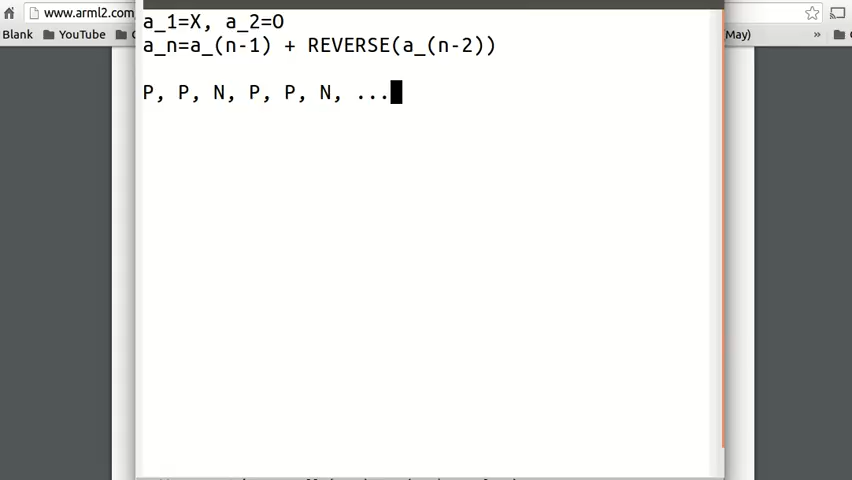 www.arml2.com
Blank YouTube May) »
a_1=X, a_2=O
a_n=a_(n-1) + REVERSE(a_(n-2))
P, P, N, P, P, N, ...